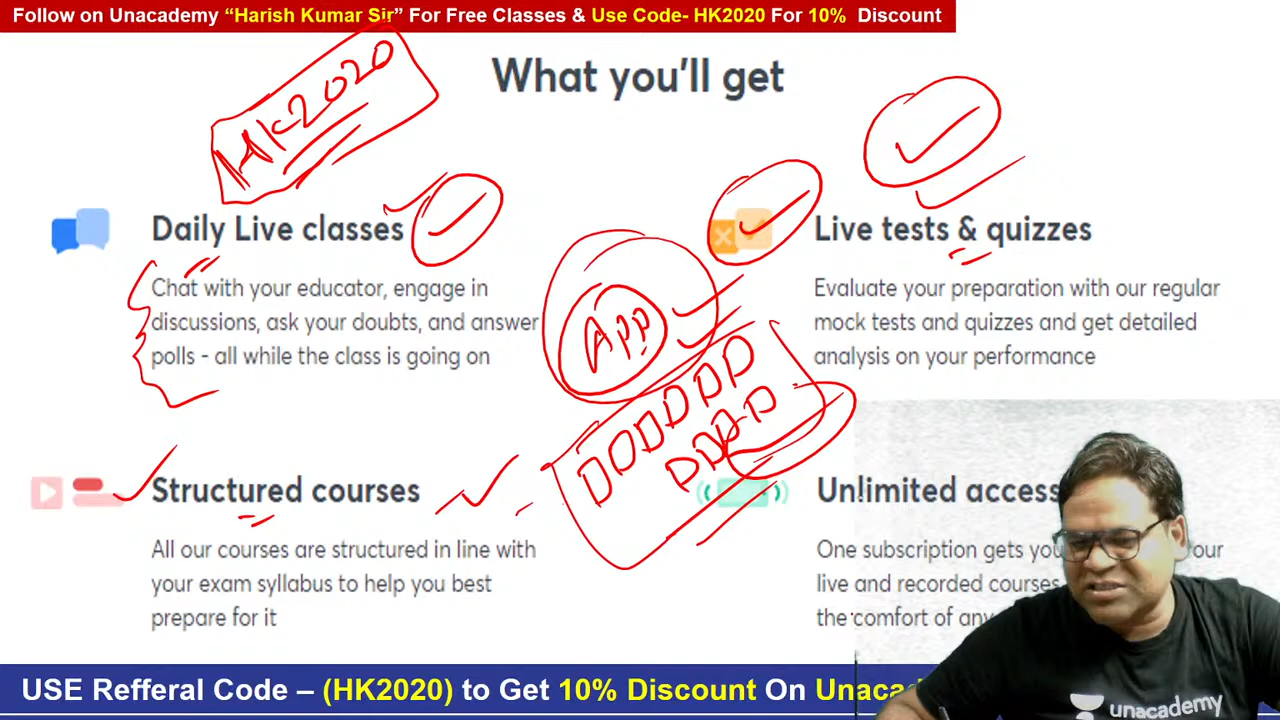 Follow on Unacademy “Harish Kumar Sir” For Free Classes & Use Code- HK2020 For 10% Discount
HK2020
What you’ll get
Daily Live classes
Chat with your educator, engage in
discussions, ask your doubts, and answer
polls - all while the class is going on
App
Live tests & quizzes
Evaluate your preparation with our regular
mock tests and quizzes and get detailed
analysis on your performance
Structured courses
All our courses are structured in line with
your exam syllabus to help you best
prepare for it
Unlimited access
One subscription gets you our
live and recorded courses
the comfort of any
USE Refferal Code – (HK2020) to Get 10% Discount On Unacad
unacademy